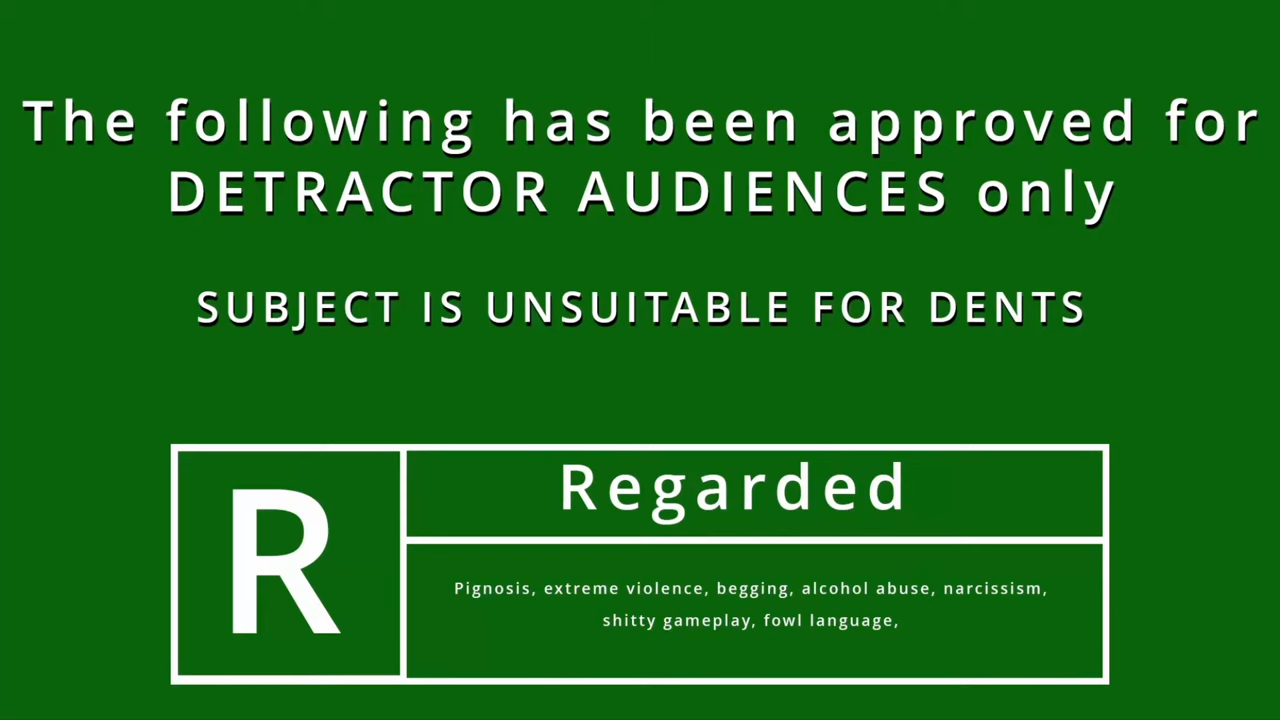 The following has been approved for
DETRACTOR AUDIENCES only
SUBJECT IS UNSUITABLE FOR DENTS
R
Regarded
Pignosis, extreme violence, begging, alcohol abuse, narcissism,
shitty gameplay, fowl language,